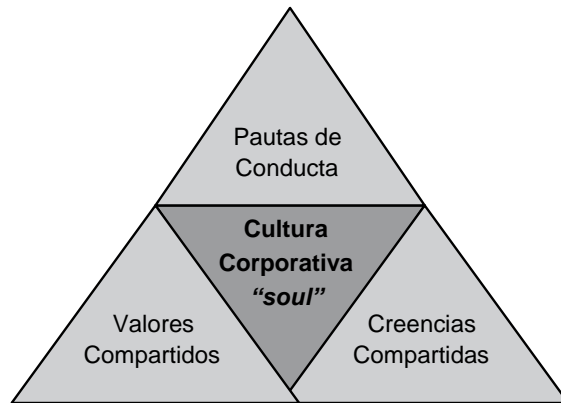 Pautas de
Conducta
Cultura
Corporativa
“soul”
Valores
Compartidos
Creencias
Compartidas